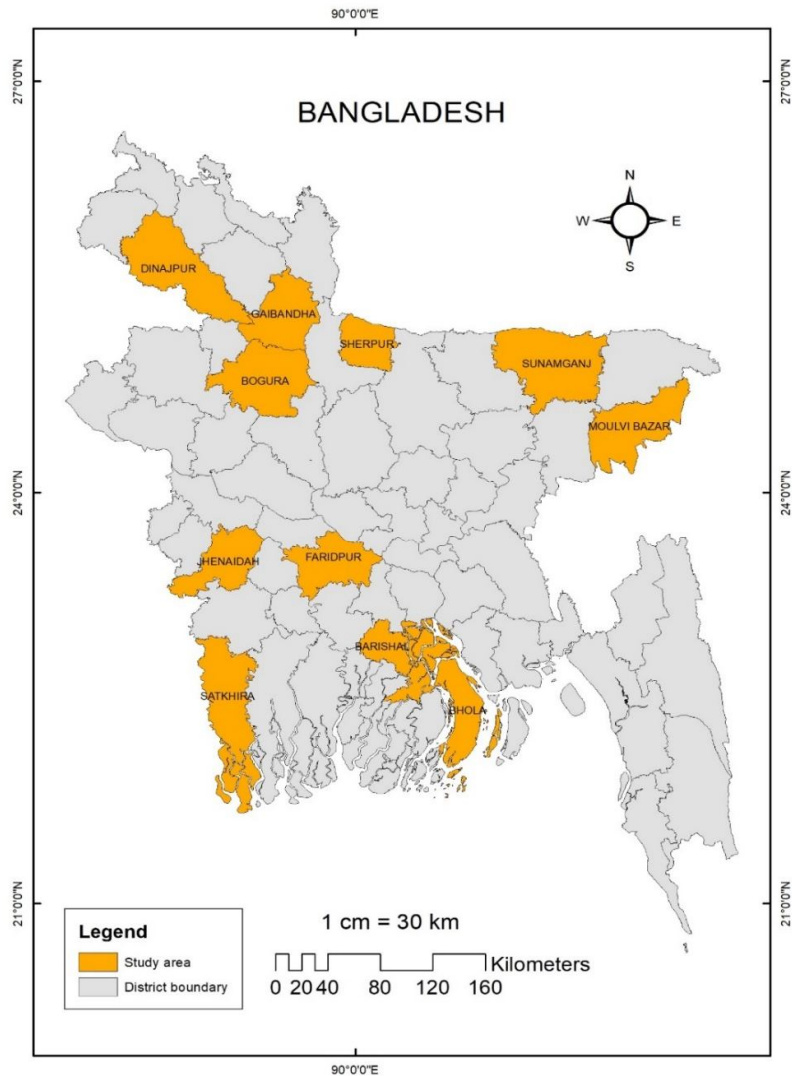 90°0'0"E
27°0'0"N
27°0'0"N
BANGLADESH
N
W
E
S
DINAJPUR
GAIBANDHA
SHERPUR
SUNAMGANJ
BOGURA
MOULVI BAZAR
24°0'0"N
24°0'0"N
JHENAIDAH
FARIDPUR
BARISHAL
SATKHIRA
BHOLA
21°0'0"N
21°0'0"N
Legend
Study area
District boundary
1 cm = 30 km
Kilometers
0 20 40 80 120 160
90°0'0"E